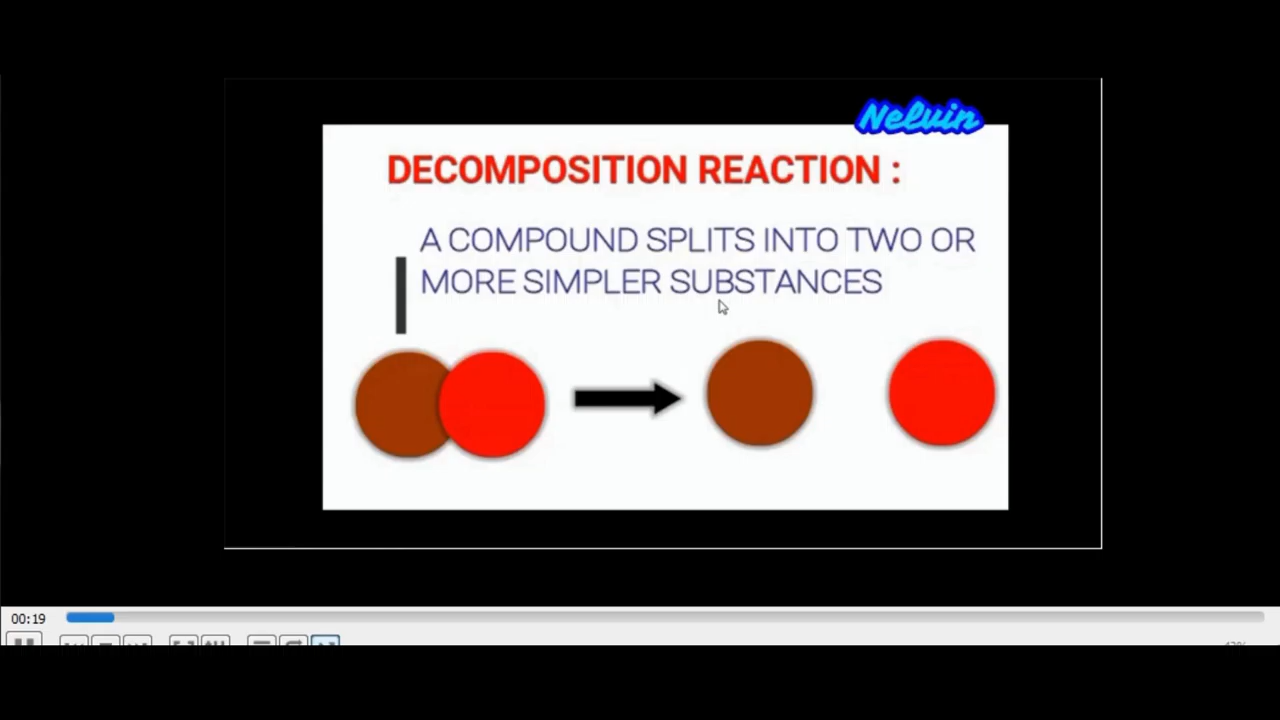 Nelvin
DECOMPOSITION REACTION :
A COMPOUND SPLITS INTO TWO OR
MORE SIMPLER SUBSTANCES
00:19